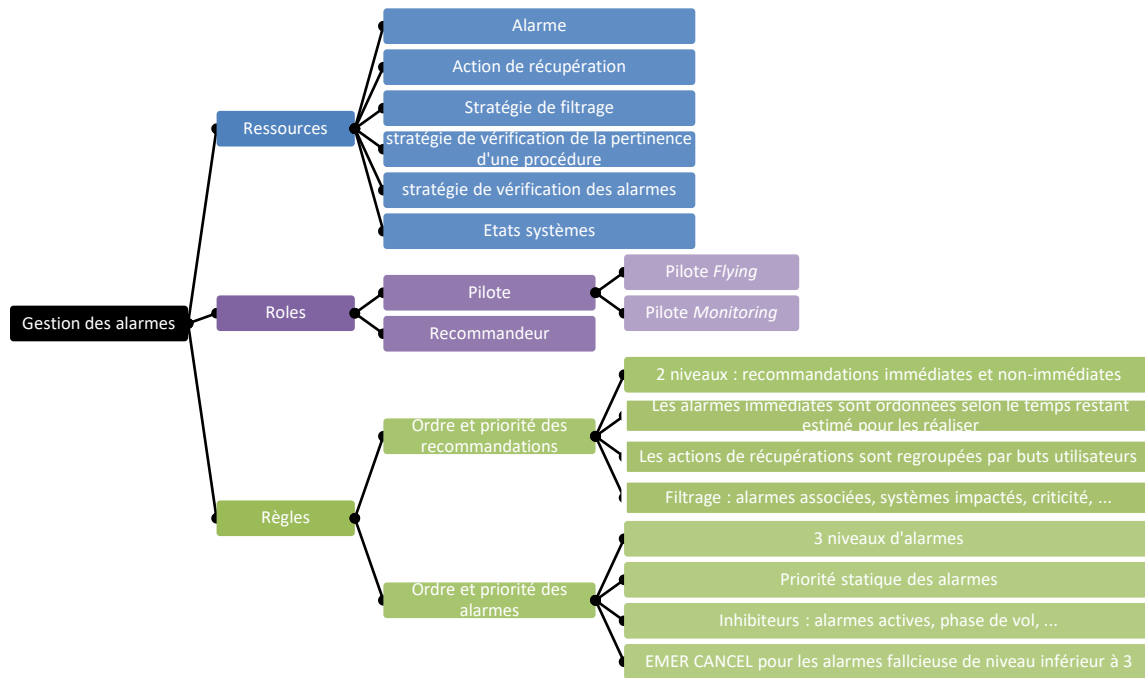 Alarme
Action de récupération
Stratégie de filtrage
stratégie de vérification de la pertinence
d'une procédure
stratégie de vérification des alarmes
Etats systèmes
Ressources
Pilote Flying
Pilote Monitoring
Pilote
Recommandeur
Roles
Gestion des alarmes
2 niveaux : recommandations immédiates et non-immédiates
Les alarmes immédiates sont ordonnées selon le temps restant
estimé pour les réaliser
Les actions de récupérations sont regroupées par buts utilisateurs
Filtrage : alarmes associées, systèmes impactés, criticité, ...
Ordre et priorité des
recommandations
Règles
3 niveaux d'alarmes
Priorité statique des alarmes
Inhibiteurs : alarmes actives, phase de vol, ...
EMER CANCEL pour les alarmes fallcieuse de niveau inférieur à 3
Ordre et priorité des
alarmes